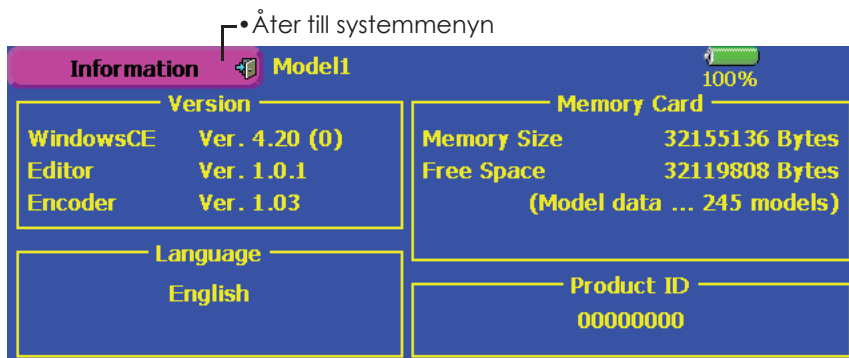 •Åter till systemmenyn
Information
Model1
100%
Version
WindowsCE Ver. 4.20 (0)
Editor Ver. 1.0.1
Encoder Ver. 1.03
Language
English
Memory Card
Memory Size 32155136 Bytes
Free Space 32119808 Bytes
(Model data ... 245 models)
Product ID
00000000